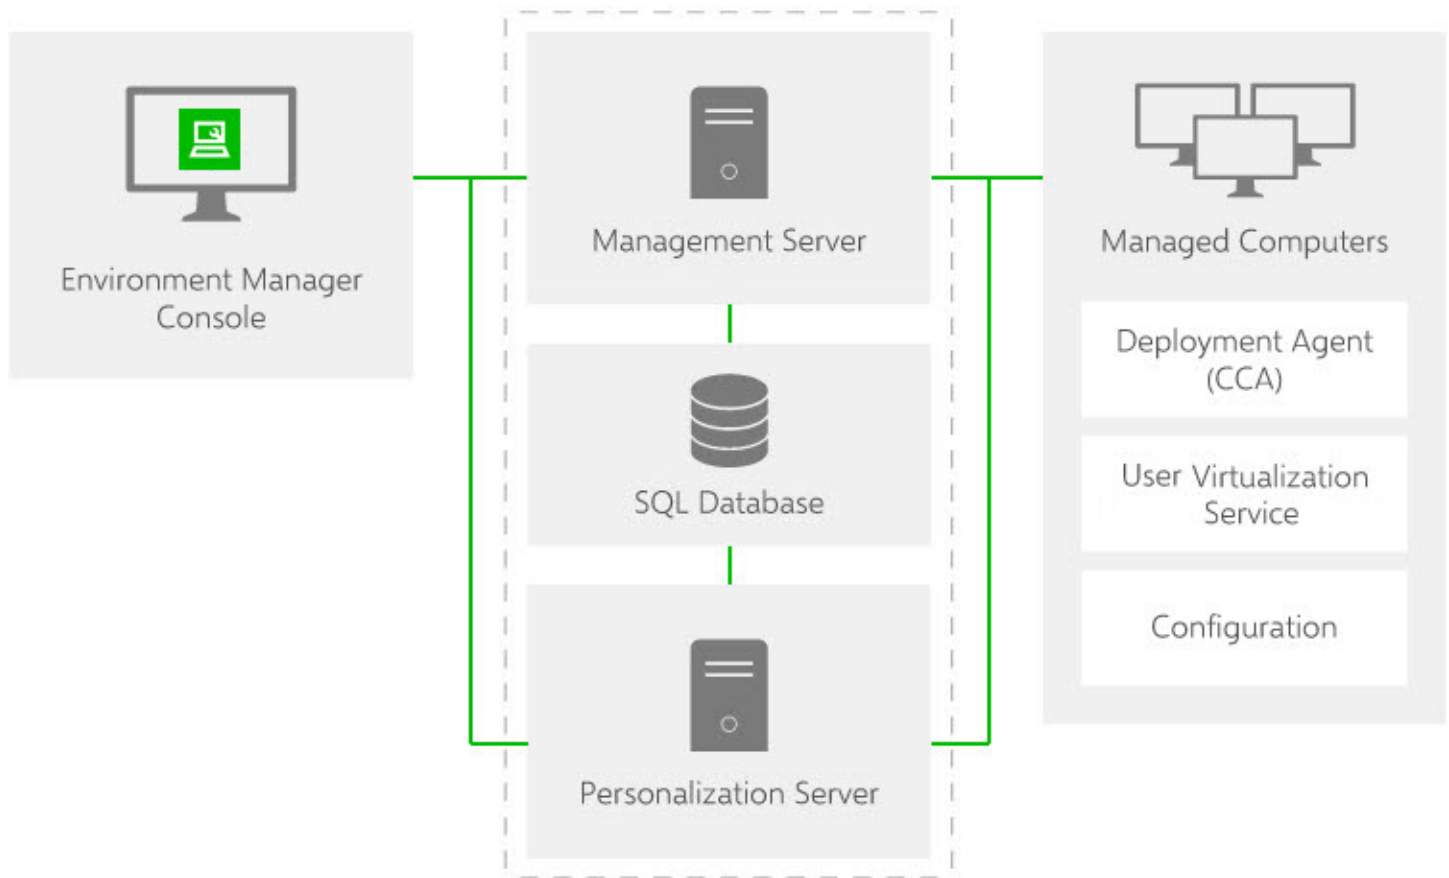 Environment Manager
Console
Management Server
SQL Database
Personalization Server
Managed Computers
Deployment Agent
(CCA)
User Virtualization
Service
Configuration